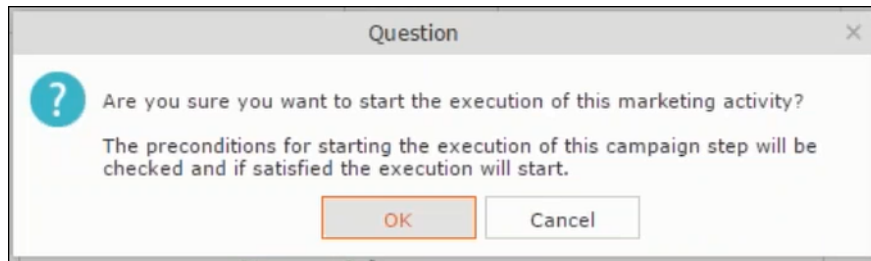 Question
?
Are you sure you want to start the execution of this marketing activity?
The preconditions for starting the execution of this campaign step will be
checked and if satisfied the execution will start.
OK Cancel